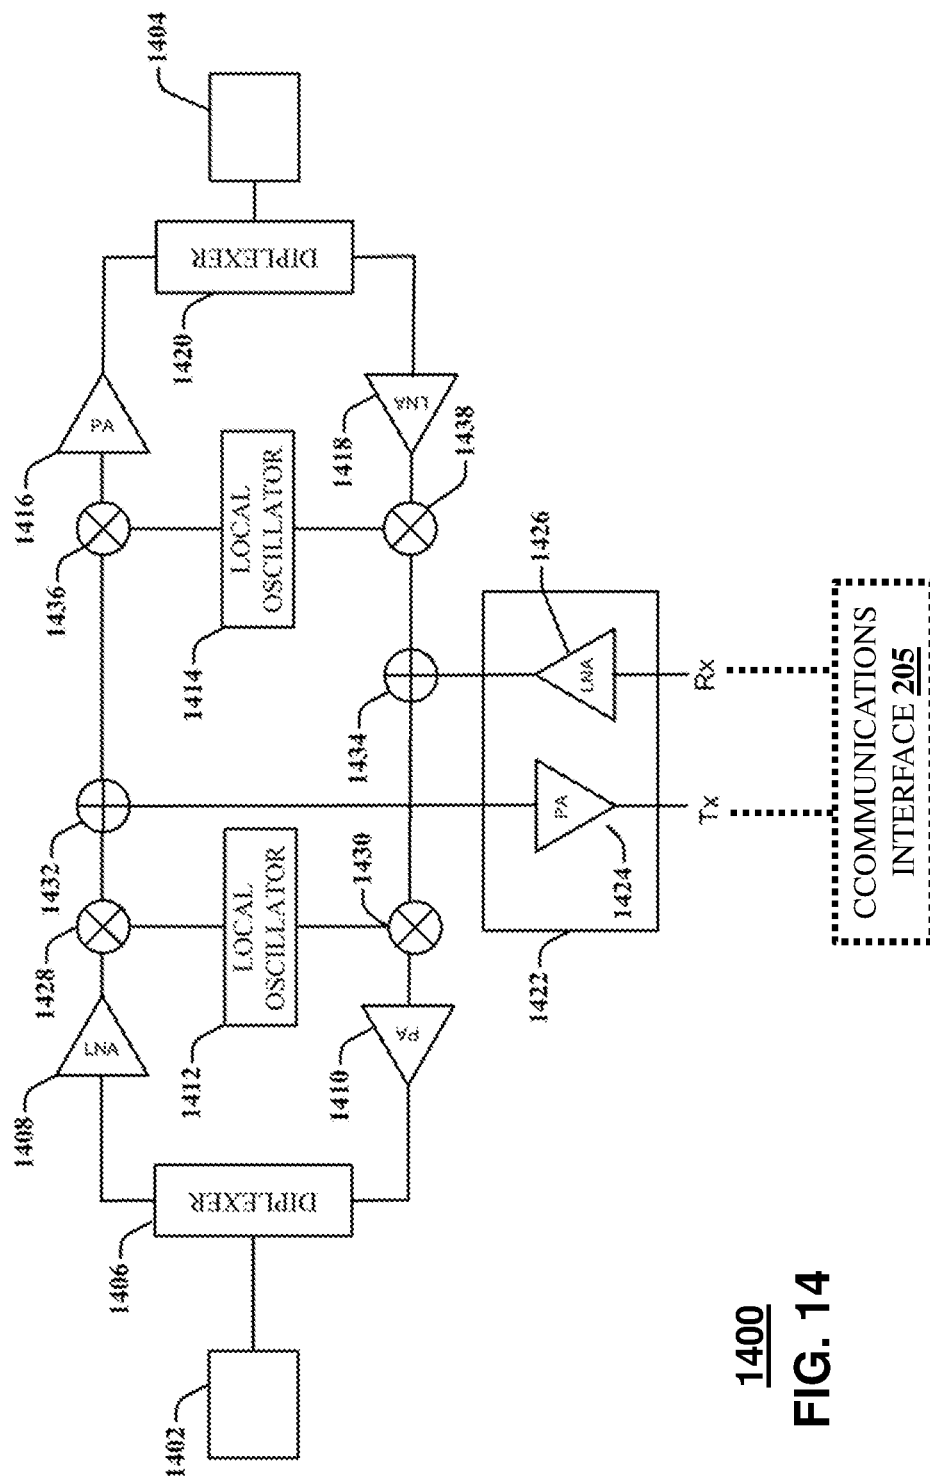 1404
1416
PA
DIPLEXER
1420
1436
LOCAL
OSCILLATOR
1414
1418
LNA
1438
1432
1434
1426
LNA
Rx
1428
LOCAL
OSCILLATOR
1412
1430
PA
1424
Tx
1422
CCOMMUNICATIONS
INTERFACE 205
1408
LNA
1410
PA
DIPLEXER
1406
1402
1400
FIG. 14